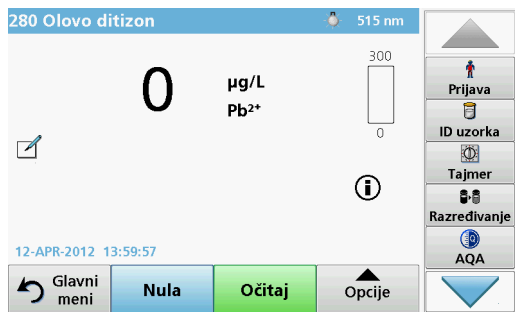 280 Olovo ditizon
515 nm
300
0
µg/L
Pb²⁺
0
12-APR-2012 13:59:57
Glavni
meni
Nula
Očitaj
Opcije
Prijava
ID uzorka
Tajmer
Razređivanje
AQA